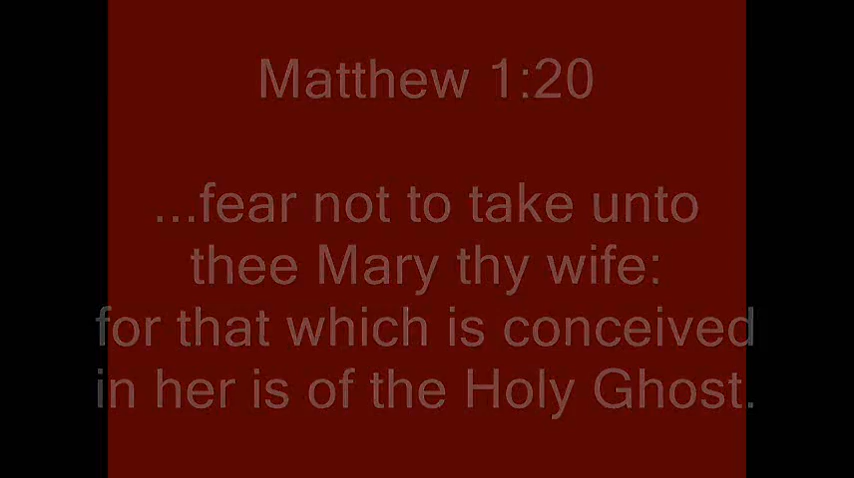 Matthew 1:20
...fear not to take unto
thee Mary thy wife:
for that which is conceived
in her is of the Holy Ghost.